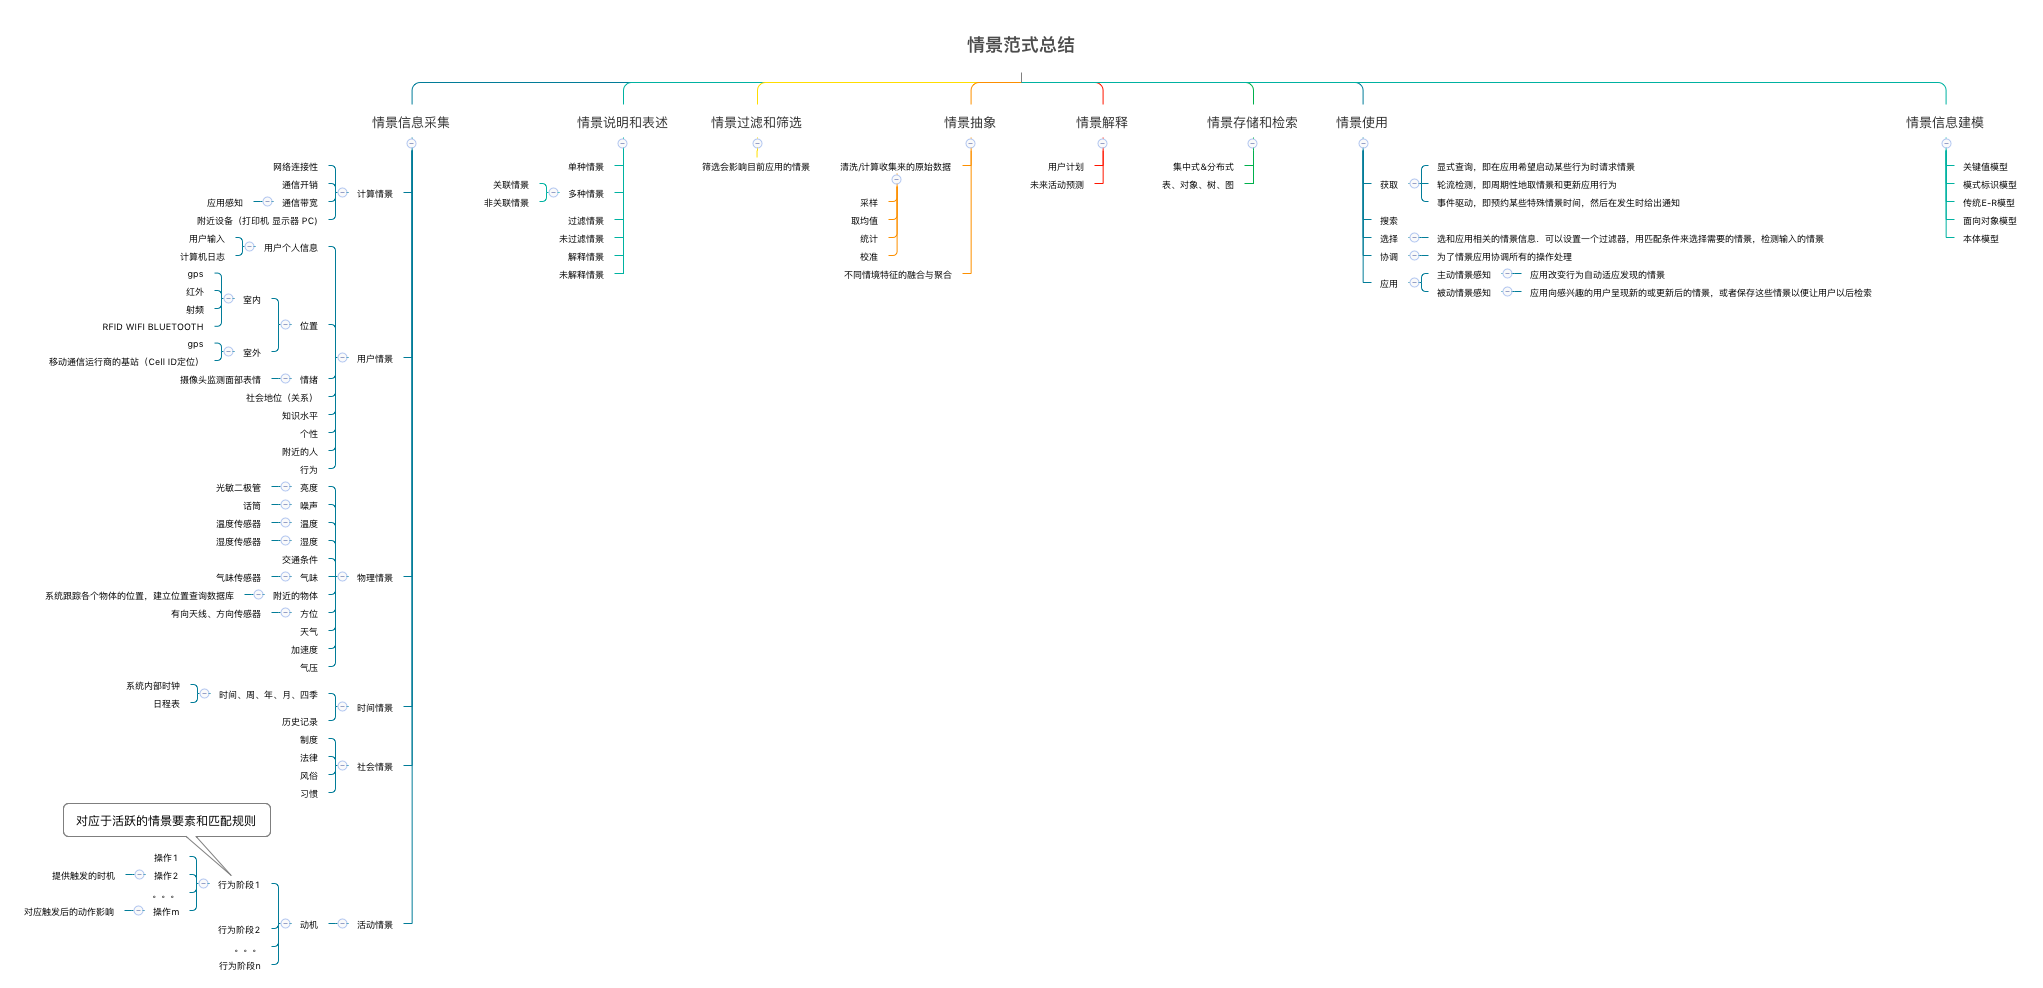 情景范式总结
情景信息采集
计算情景
网络连接性
通信开销
通信带宽
应用感知
附近设备（打印机 显示器 PC)
用户情景
用户个人信息
用户输入
计算机日志
位置
室内
gps
红外
射频
RFID WIFI BLUETOOTH
室外
gps
移动通信运行商的基站（Cell ID定位）
情绪
摄像头监测面部表情
社会地位（关系）
知识水平
个性
附近的人
行为
物理情景
亮度
光敏二极管
噪声
话筒
温度
温度传感器
湿度
湿度传感器
交通条件
气味
气味传感器
附近的物体
系统跟踪各个物体的位置，建立位置查询数据库
方位
有向天线、方向传感器
天气
加速度
气压
时间情景
时间、周、年、月、四季
系统内部时钟
日程表
历史记录
社会情景
制度
法律
风俗
习惯
活动情景
动机
对应于活跃的情景要素和匹配规则
行为阶段1
操作1
操作2
提供触发的时机
。。。
操作m
对应触发后的动作影响
行为阶段2
。。。
行为阶段n
情景说明和表述
单种情景
多种情景
关联情景
非关联情景
过滤情景
未过滤情景
解释情景
未解释情景
情景过滤和筛选
筛选会影响目前应用的情景
情景抽象
清洗/计算收集来的原始数据
采样
取均值
统计
校准
不同情境特征的融合与聚合
情景解释
用户计划
未来活动预测
情景存储和检索
集中式&分布式
表、对象、树、图
情景使用
获取
显式查询，即在应用希望启动某些行为时请求情景
轮流检测，即周期性地取情景和更新应用行为
事件驱动，即预约某些特殊情景时间，然后在发生时给出通知
搜索
选择
选和应用相关的情景信息．可以设置一个过滤器，用匹配条件来选择需要的情景，检测输入的情景
协调
为了情景应用协调所有的操作处理
应用
主动情景感知
应用改变行为自动适应发现的情景
被动情景感知
应用向感兴趣的用户呈现新的或更新后的情景，或者保存这些情景以便让用户以后检索
情景信息建模
关键值模型
模式标识模型
传统E-R模型
面向对象模型
本体模型